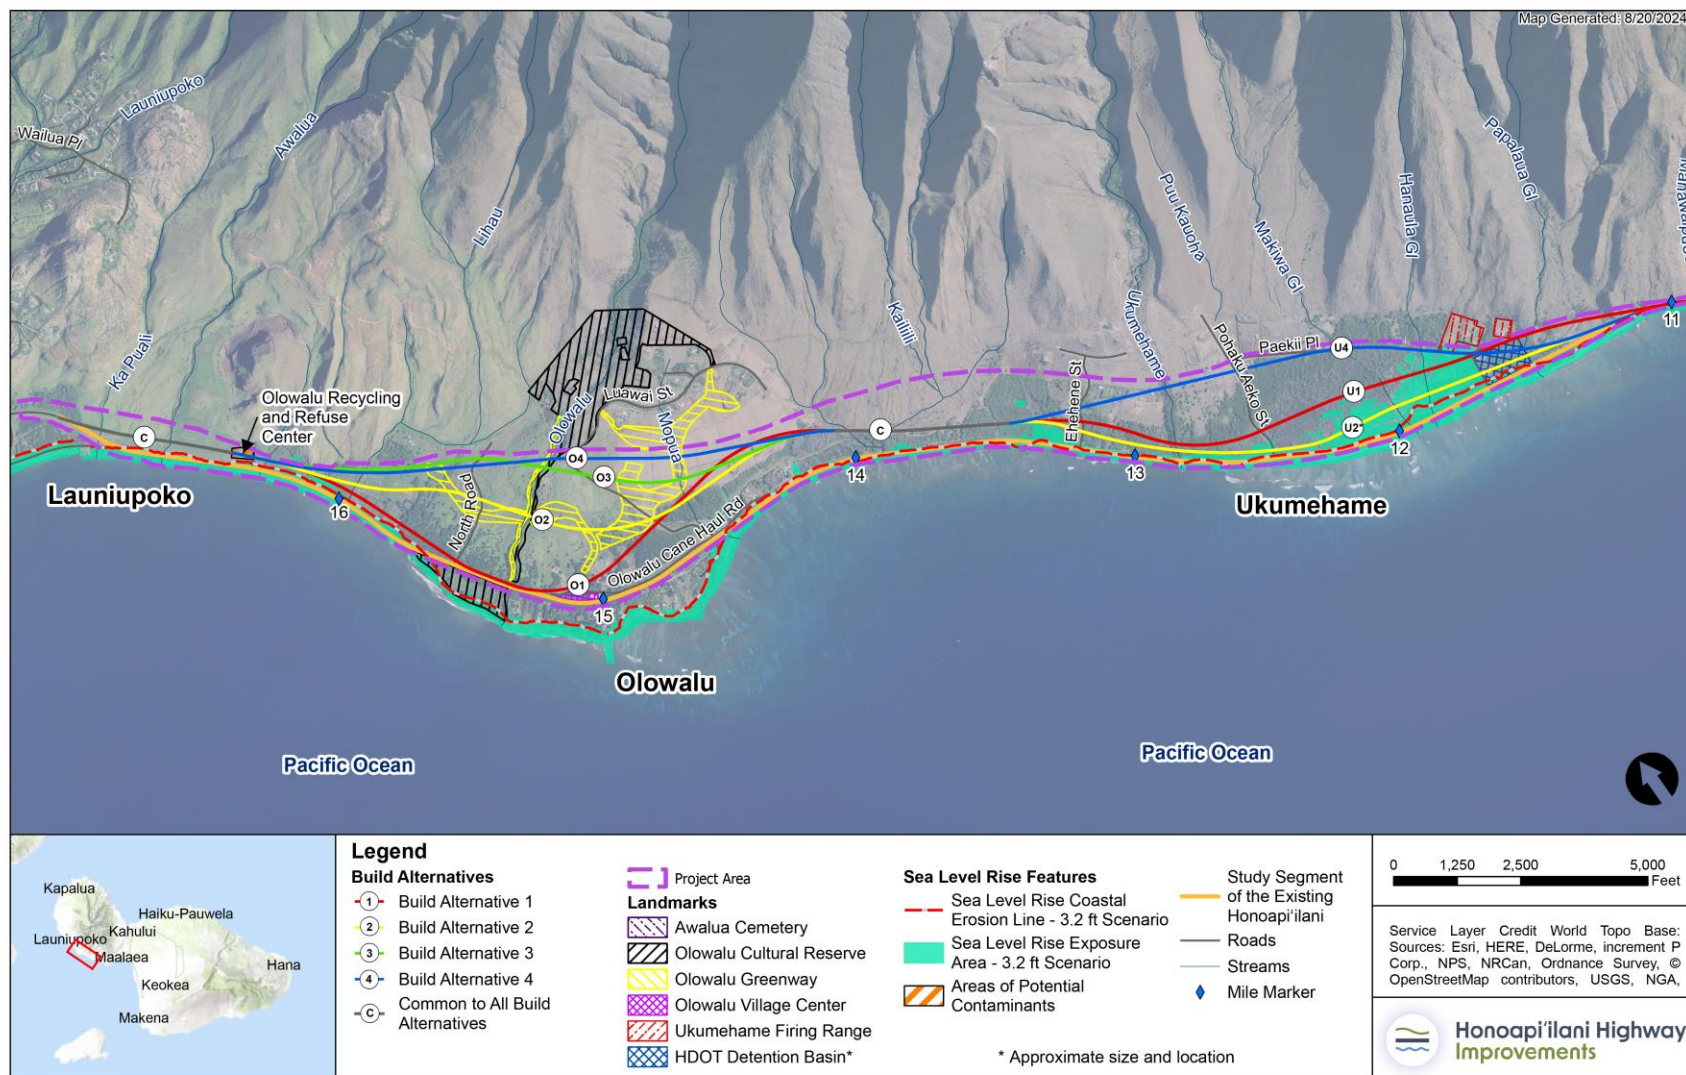 Map Generated: 8/20/2024
Launiupoko
Wailua Pl
Awalua
Lihau
Ka Puali
Olowalu Recycling
and Refuse
Center
C
Launiupoko
16
North Road
Olowalu
Luawai St
Mopua
O4
O3
O2
O1
Olowalu Cane Haul Rd
15
Olowalu
Kailili
C
14
Ukumehame
Ehehene St
13
Puu Kauoha
Makiwa Gl
Pohaku Aeko St
Paekii Pl
U4
U1
U2*
12
Hanaula Gl
Papalaua Gl
11
Ukumehame
Pacific Ocean
Pacific Ocean
Kapalua
Haiku-Pauwela
Kahului
Launiupoko
Maalaea
Hana
Keokea
Makena
Legend
Build Alternatives
1 Build Alternative 1
2 Build Alternative 2
3 Build Alternative 3
4 Build Alternative 4
C Common to All Build
Alternatives
Project Area
Landmarks
Awalua Cemetery
Olowalu Cultural Reserve
Olowalu Greenway
Olowalu Village Center
Ukumehame Firing Range
HDOT Detention Basin*
Sea Level Rise Features
Sea Level Rise Coastal
Erosion Line - 3.2 ft Scenario
Sea Level Rise Exposure
Area - 3.2 ft Scenario
Areas of Potential
Contaminants
Study Segment
of the Existing
Honoapiʻilani
Roads
Streams
Mile Marker
* Approximate size and location
0 1,250 2,500 5,000
Feet
Service Layer Credit World Topo Base:
Sources: Esri, HERE, DeLorme, increment P
Corp., NPS, NRCan, Ordnance Survey, ©
OpenStreetMap contributors, USGS, NGA,
Honoapiʻilani Highway
Improvements